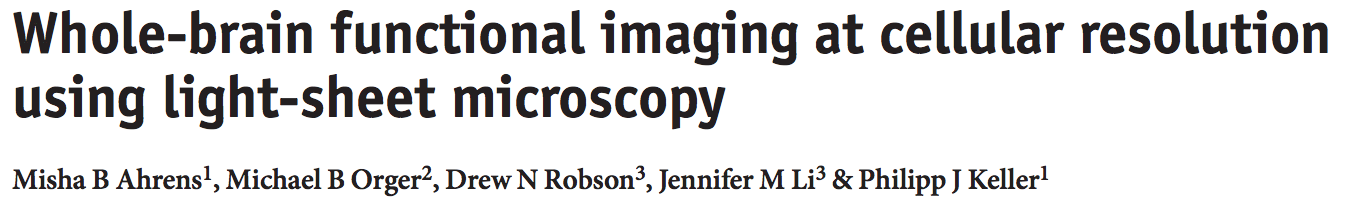 Whole-brain functional imaging at cellular resolution
using light-sheet microscopy
Misha B Ahrens1, Michael B Orger2, Drew N Robson3, Jennifer M Li3 & Philipp J Keller1